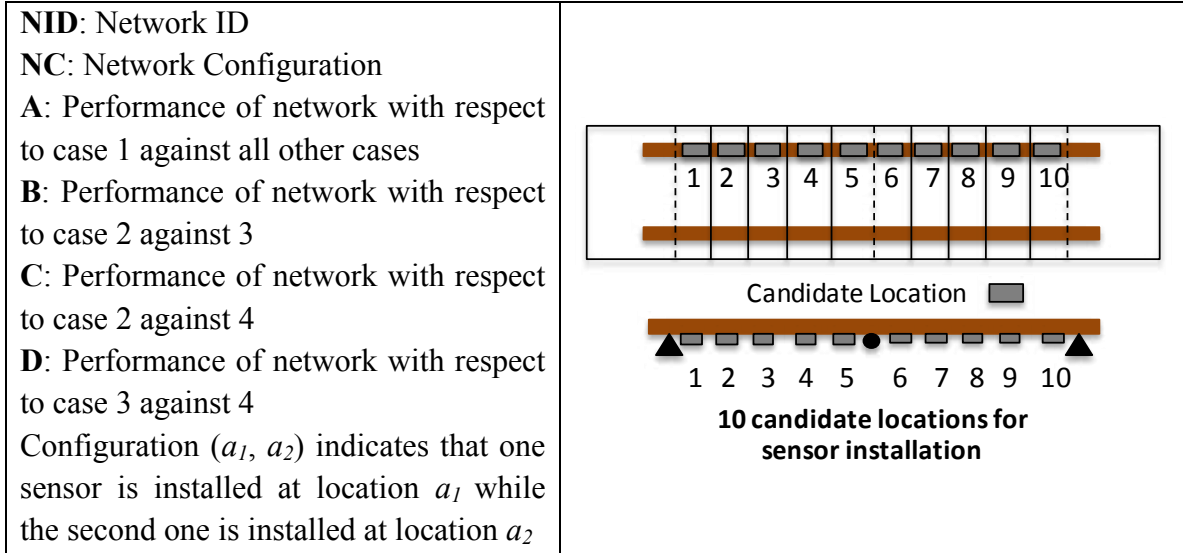 NID: Network ID
NC: Network Configuration
A: Performance of network with respect
to case 1 against all other cases
B: Performance of network with respect
to case 2 against 3
C: Performance of network with respect
to case 2 against 4
D: Performance of network with respect
to case 3 against 4
Configuration (a1, a2) indicates that one
sensor is installed at location a1 while
the second one is installed at location a2
1 2 3 4 5 6 7 8 9 10
Candidate Location
1 2 3 4 5 6 7 8 9 10
10 candidate locations for
sensor installation